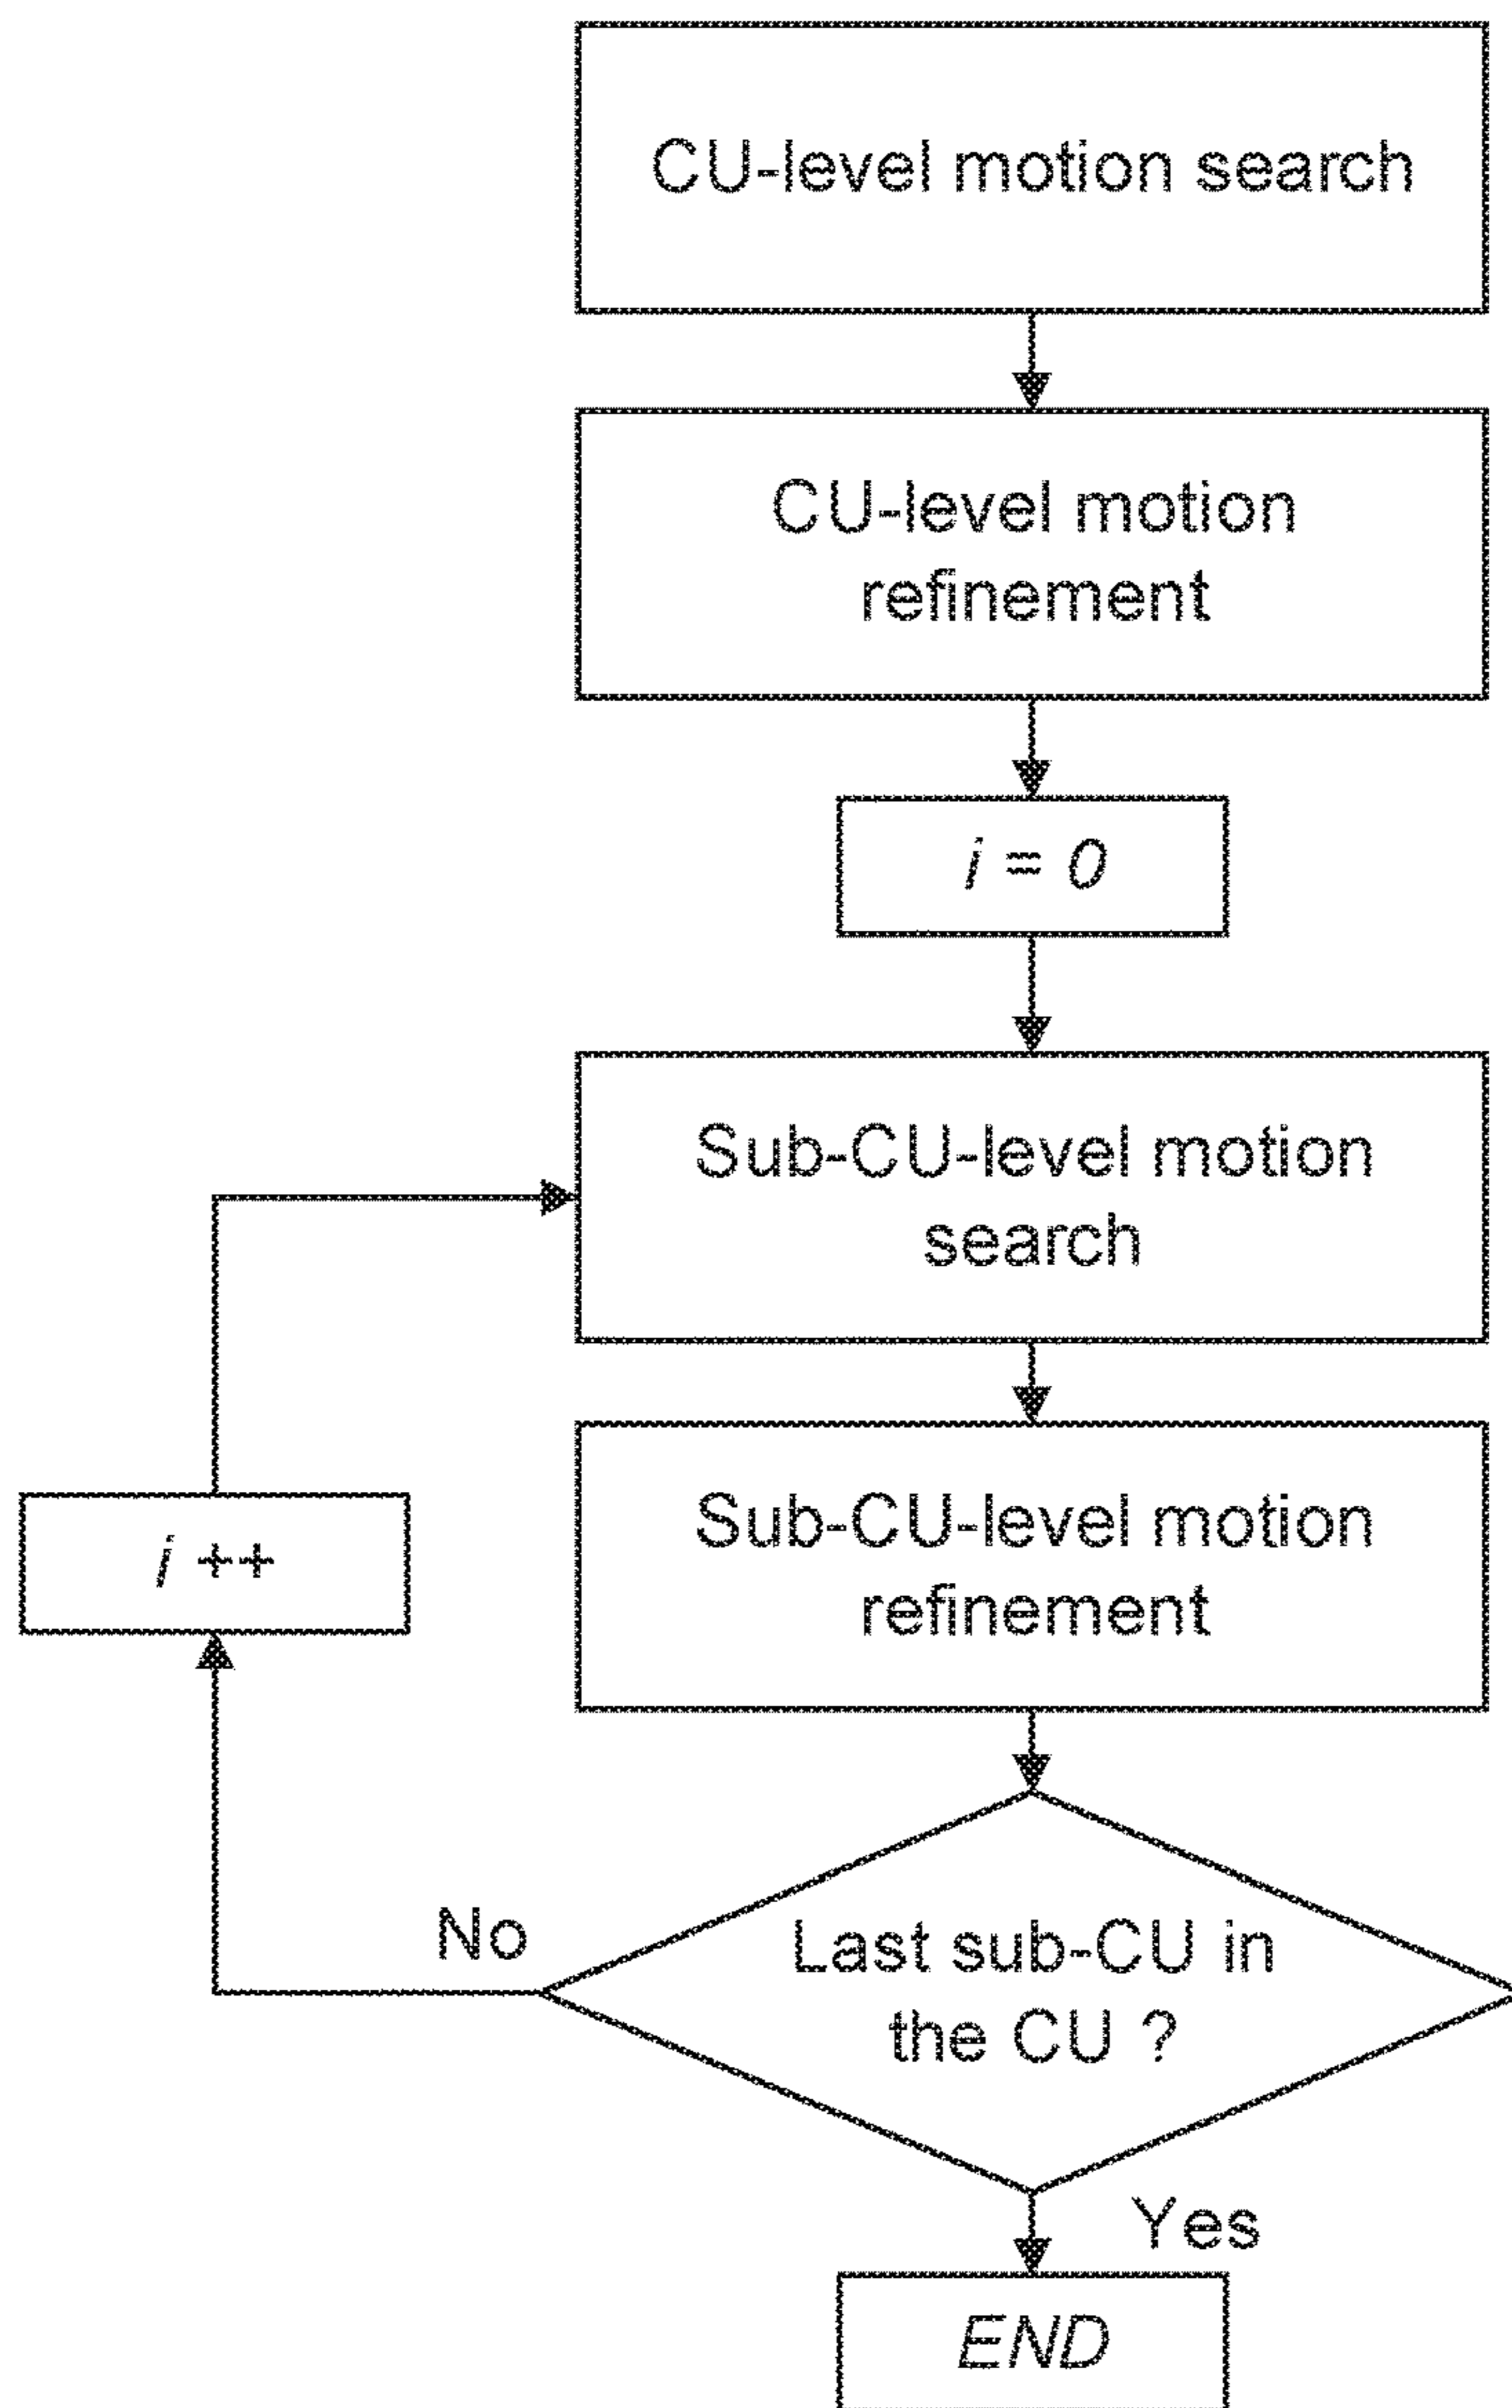 CU-level motion search
CU-level motion
refinement
i = 0
Sub-CU-level motion
search
Sub-CU-level motion
refinement
i ++
No
Last sub-CU in
the CU ?
Yes
END